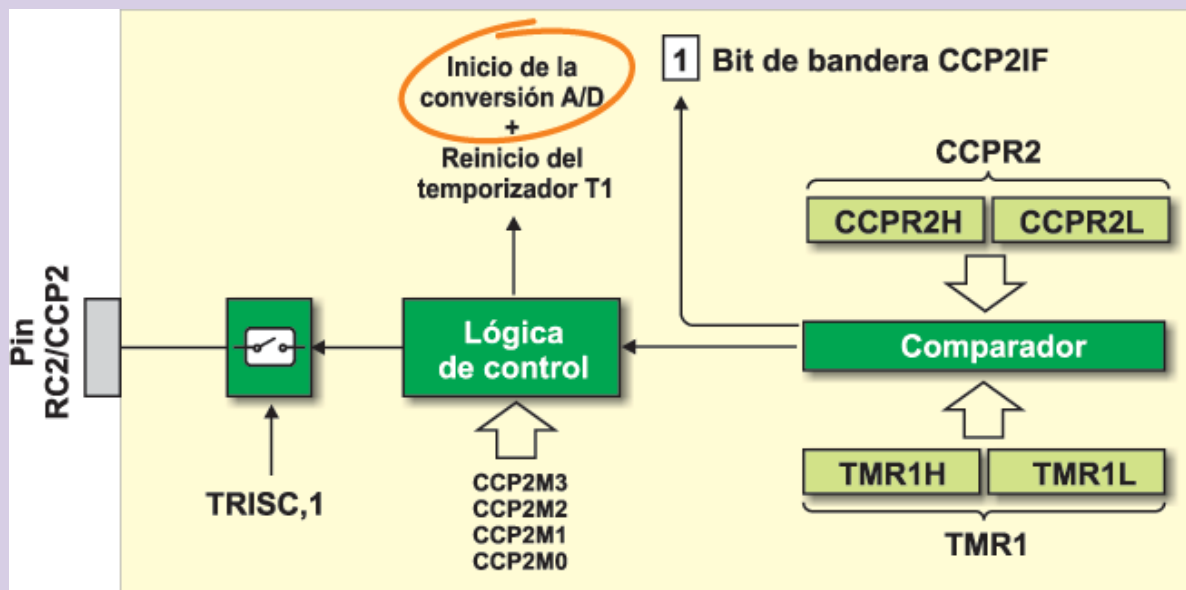 Inicio de la
conversión A/D
+
Reinicio del
temporizador T1
1 Bit de bandera CCP2IF
CCPR2
CCPR2H CCPR2L
Pin
RC2/CCP2
Lógica
de control
Comparador
TRISC,1
CCP2M3
CCP2M2
CCP2M1
CCP2M0
TMR1H TMR1L
TMR1